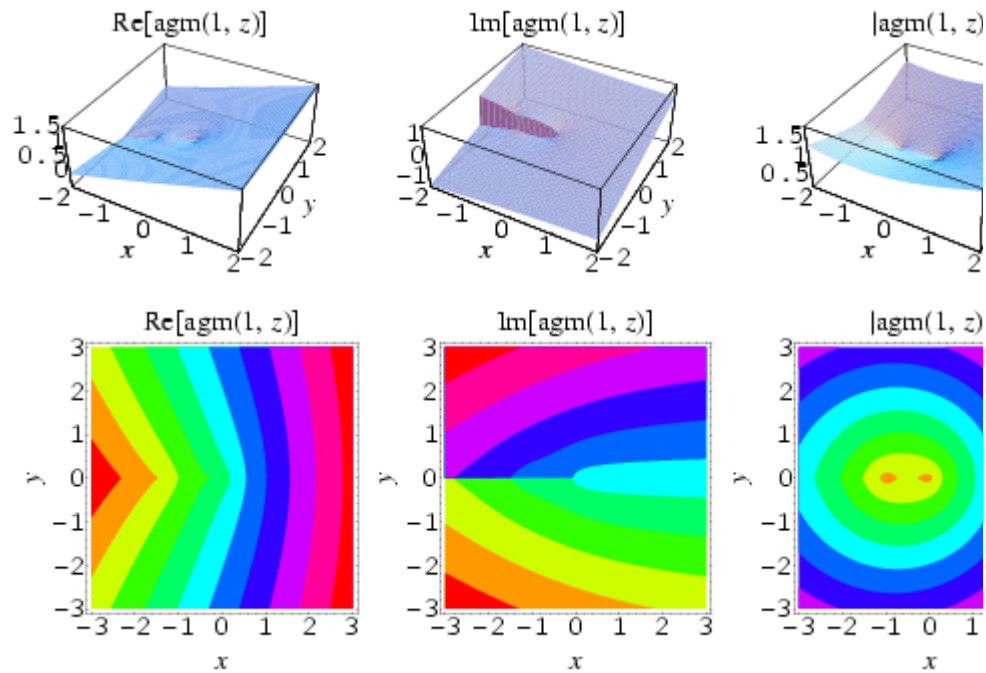 Re[agm(1, z)] Im[agm(1, z)] |agm(1, z)
1.5 1 1.5
0.5 0 1
-1 0.5
-2 -1 0 1 2 -2 -1 0 1 2 -2 -1 0 1 2
-2 -1 0 1 2 -2 -1 0 1 2
x y x y x
Re[agm(1, z)] Im[agm(1, z)] |agm(1, z)
3 3 3
2 2 2
1 1 1
y 0 y 0 y 0
-1 -1 -1
-2 -2 -2
-3 -3 -3
-3 -2 -1 0 1 2 3 -3 -2 -1 0 1 2 3 -3 -2 -1 0 1
x x x